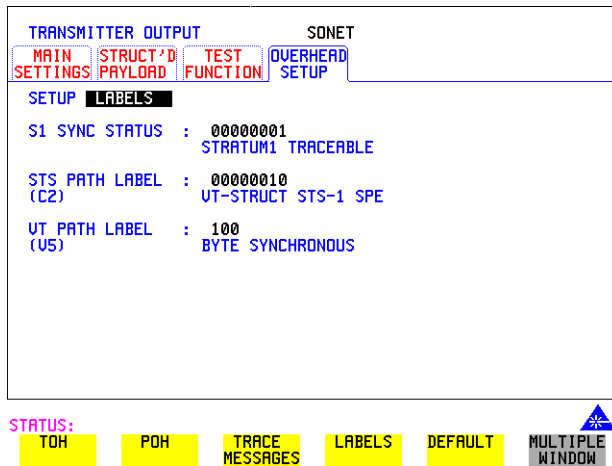 TRANSMITTER OUTPUT SONET
MAIN SETTINGS
STRUCT'D PAYLOAD
TEST FUNCTION
OVERHEAD SETUP
SETUP LABELS
S1 SYNC STATUS : 00000001
STRATUM1 TRACEABLE
STS PATH LABEL : 00000010
(C2) VT-STRUCT STS-1 SPE
VT PATH LABEL : 100
(V5) BYTE SYNCHRONOUS
STATUS:
TOH
POH
TRACE MESSAGES
LABELS
DEFAULT
MULTIPLE WINDOW